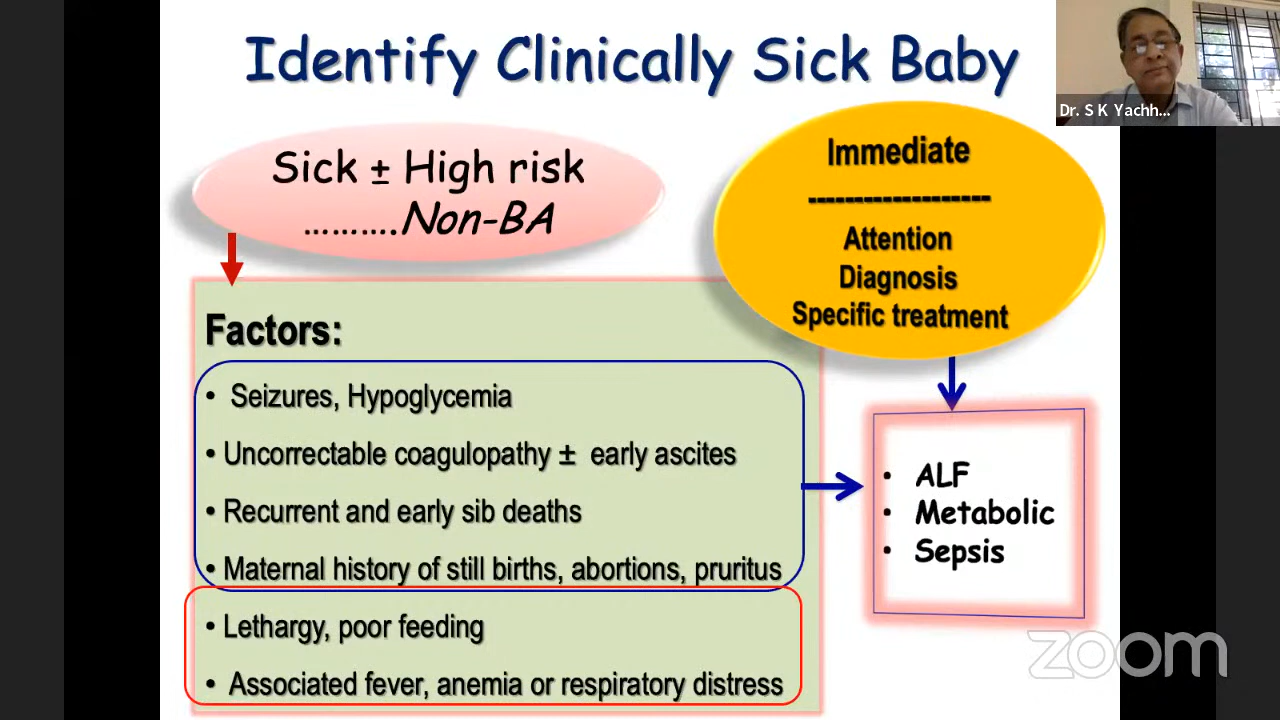 Identify Clinically Sick Baby
Dr. S K Yachh...
Sick ± High risk
..........Non-BA
Immediate
-------------------
Attention
Diagnosis
Specific treatment
Factors:
• Seizures, Hypoglycemia
• Uncorrectable coagulopathy ± early ascites
• Recurrent and early sib deaths
• Maternal history of still births, abortions, pruritus
• Lethargy, poor feeding
• Associated fever, anemia or respiratory distress
• ALF
• Metabolic
• Sepsis
zoom